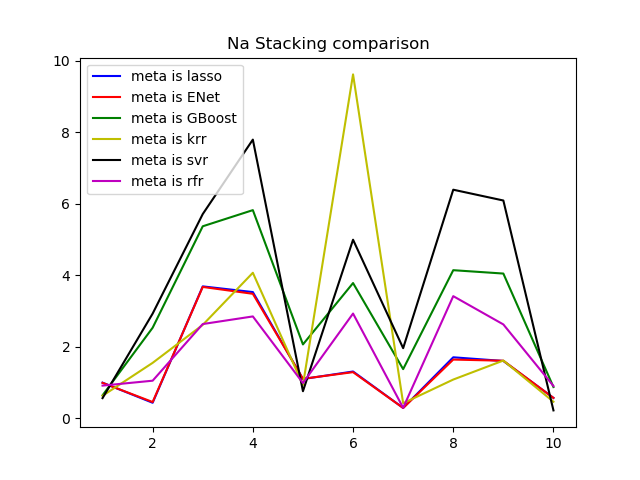 Na Stacking comparison
meta is lasso
meta is ENet
meta is GBoost
meta is krr
meta is svr
meta is rfr
10
8
6
4
2
0
2 4 6 8 10